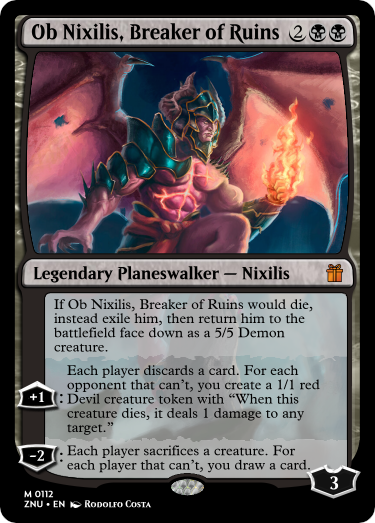 Ob Nixilis, Breaker of Ruins 2
Legendary Planeswalker — Nixilis
If Ob Nixilis, Breaker of Ruins would die,
instead exile him, then return him to the
battlefield face down as a 5/5 Demon
creature.
Each player discards a card. For each
opponent that can't, you create a 1/1 red
+1: Devil creature token with “When this
creature dies, it deals 1 damage to any
target.”
-2: Each player sacrifices a creature. For
each player that can't, you draw a card.
3
M 0112
ZNU • EN Rodolfo Costa